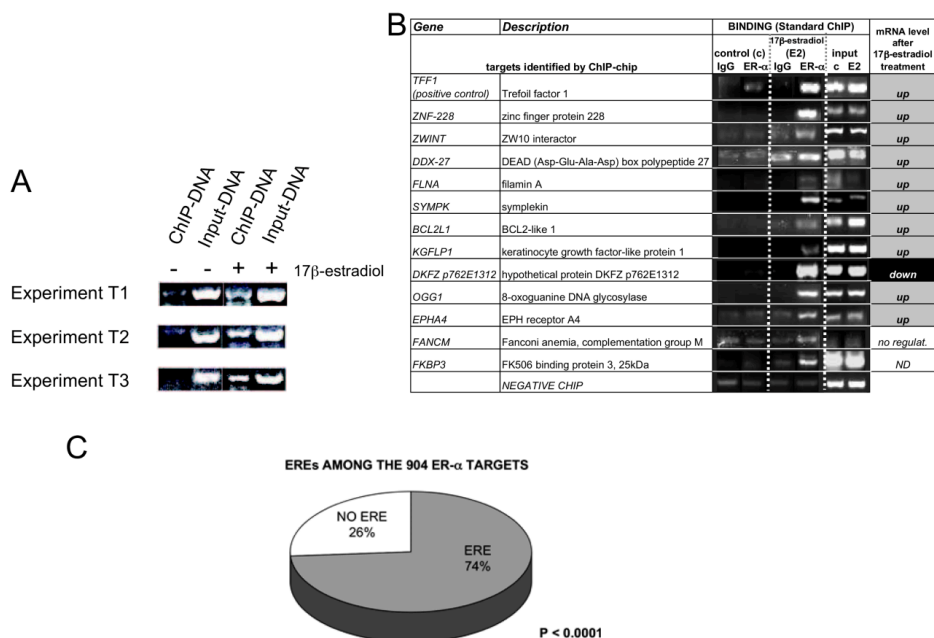 A
ChIP-DNA
Input-DNA
ChIP-DNA
Input-DNA
- - + + 17β-estradiol
Experiment T1
Experiment T2
Experiment T3
B
Gene Description BINDING (Standard ChIP) mRNA level after 17β-estradiol treatment
control (c) 17β-estradiol (E2) input
targets identified by ChIP-chip IgG ER-α IgG ER-α c E2
TFF1
(positive control) Trefoil factor 1 up
ZNF-228 zinc finger protein 228 up
ZWINT ZW10 interactor up
DDX-27 DEAD (Asp-Glu-Ala-Asp) box polypeptide 27 up
FLNA filamin A up
SYMPK symplekin up
BCL2L1 BCL2-like 1 up
KGFLP1 keratinocyte growth factor-like protein 1 up
DKFZ p762E1312 hypothetical protein DKFZ p762E1312 down
OGG1 8-oxoguanine DNA glycosylase up
EPHA4 EPH receptor A4 up
FANCM Fanconi anemia, complementation group M no regulat.
FKBP3 FK506 binding protein 3, 25kDa ND
NEGATIVE CHIP
C
EREs AMONG THE 904 ER-α TARGETS
NO ERE
26%
ERE
74%
P < 0.0001